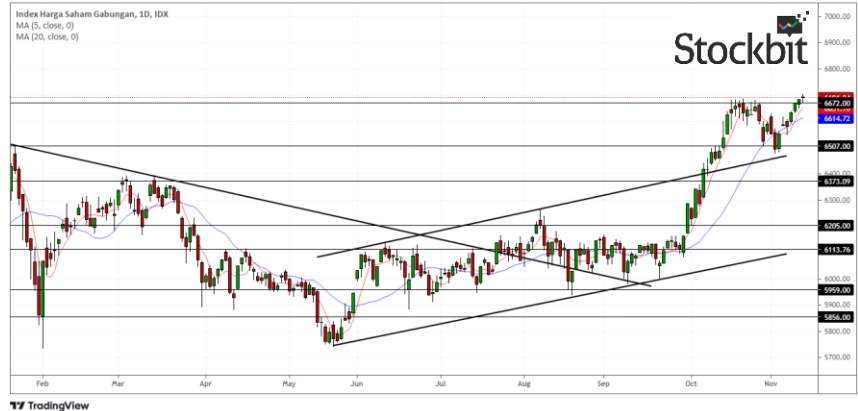 Index Harga Saham Gabungan, 1D, IDX
MA (5, close, 0)
MA (20, close, 0)
Stockbit
7000.00
6900.00
6800.00
6672.00
6614.72
6507.00
6400.00
6373.09
6300.00
6205.00
6113.76
6000.00
5959.00
5856.00
5800.00
5700.00
Feb Mar Apr May Jun Jul Aug Sep Oct Nov
TradingView